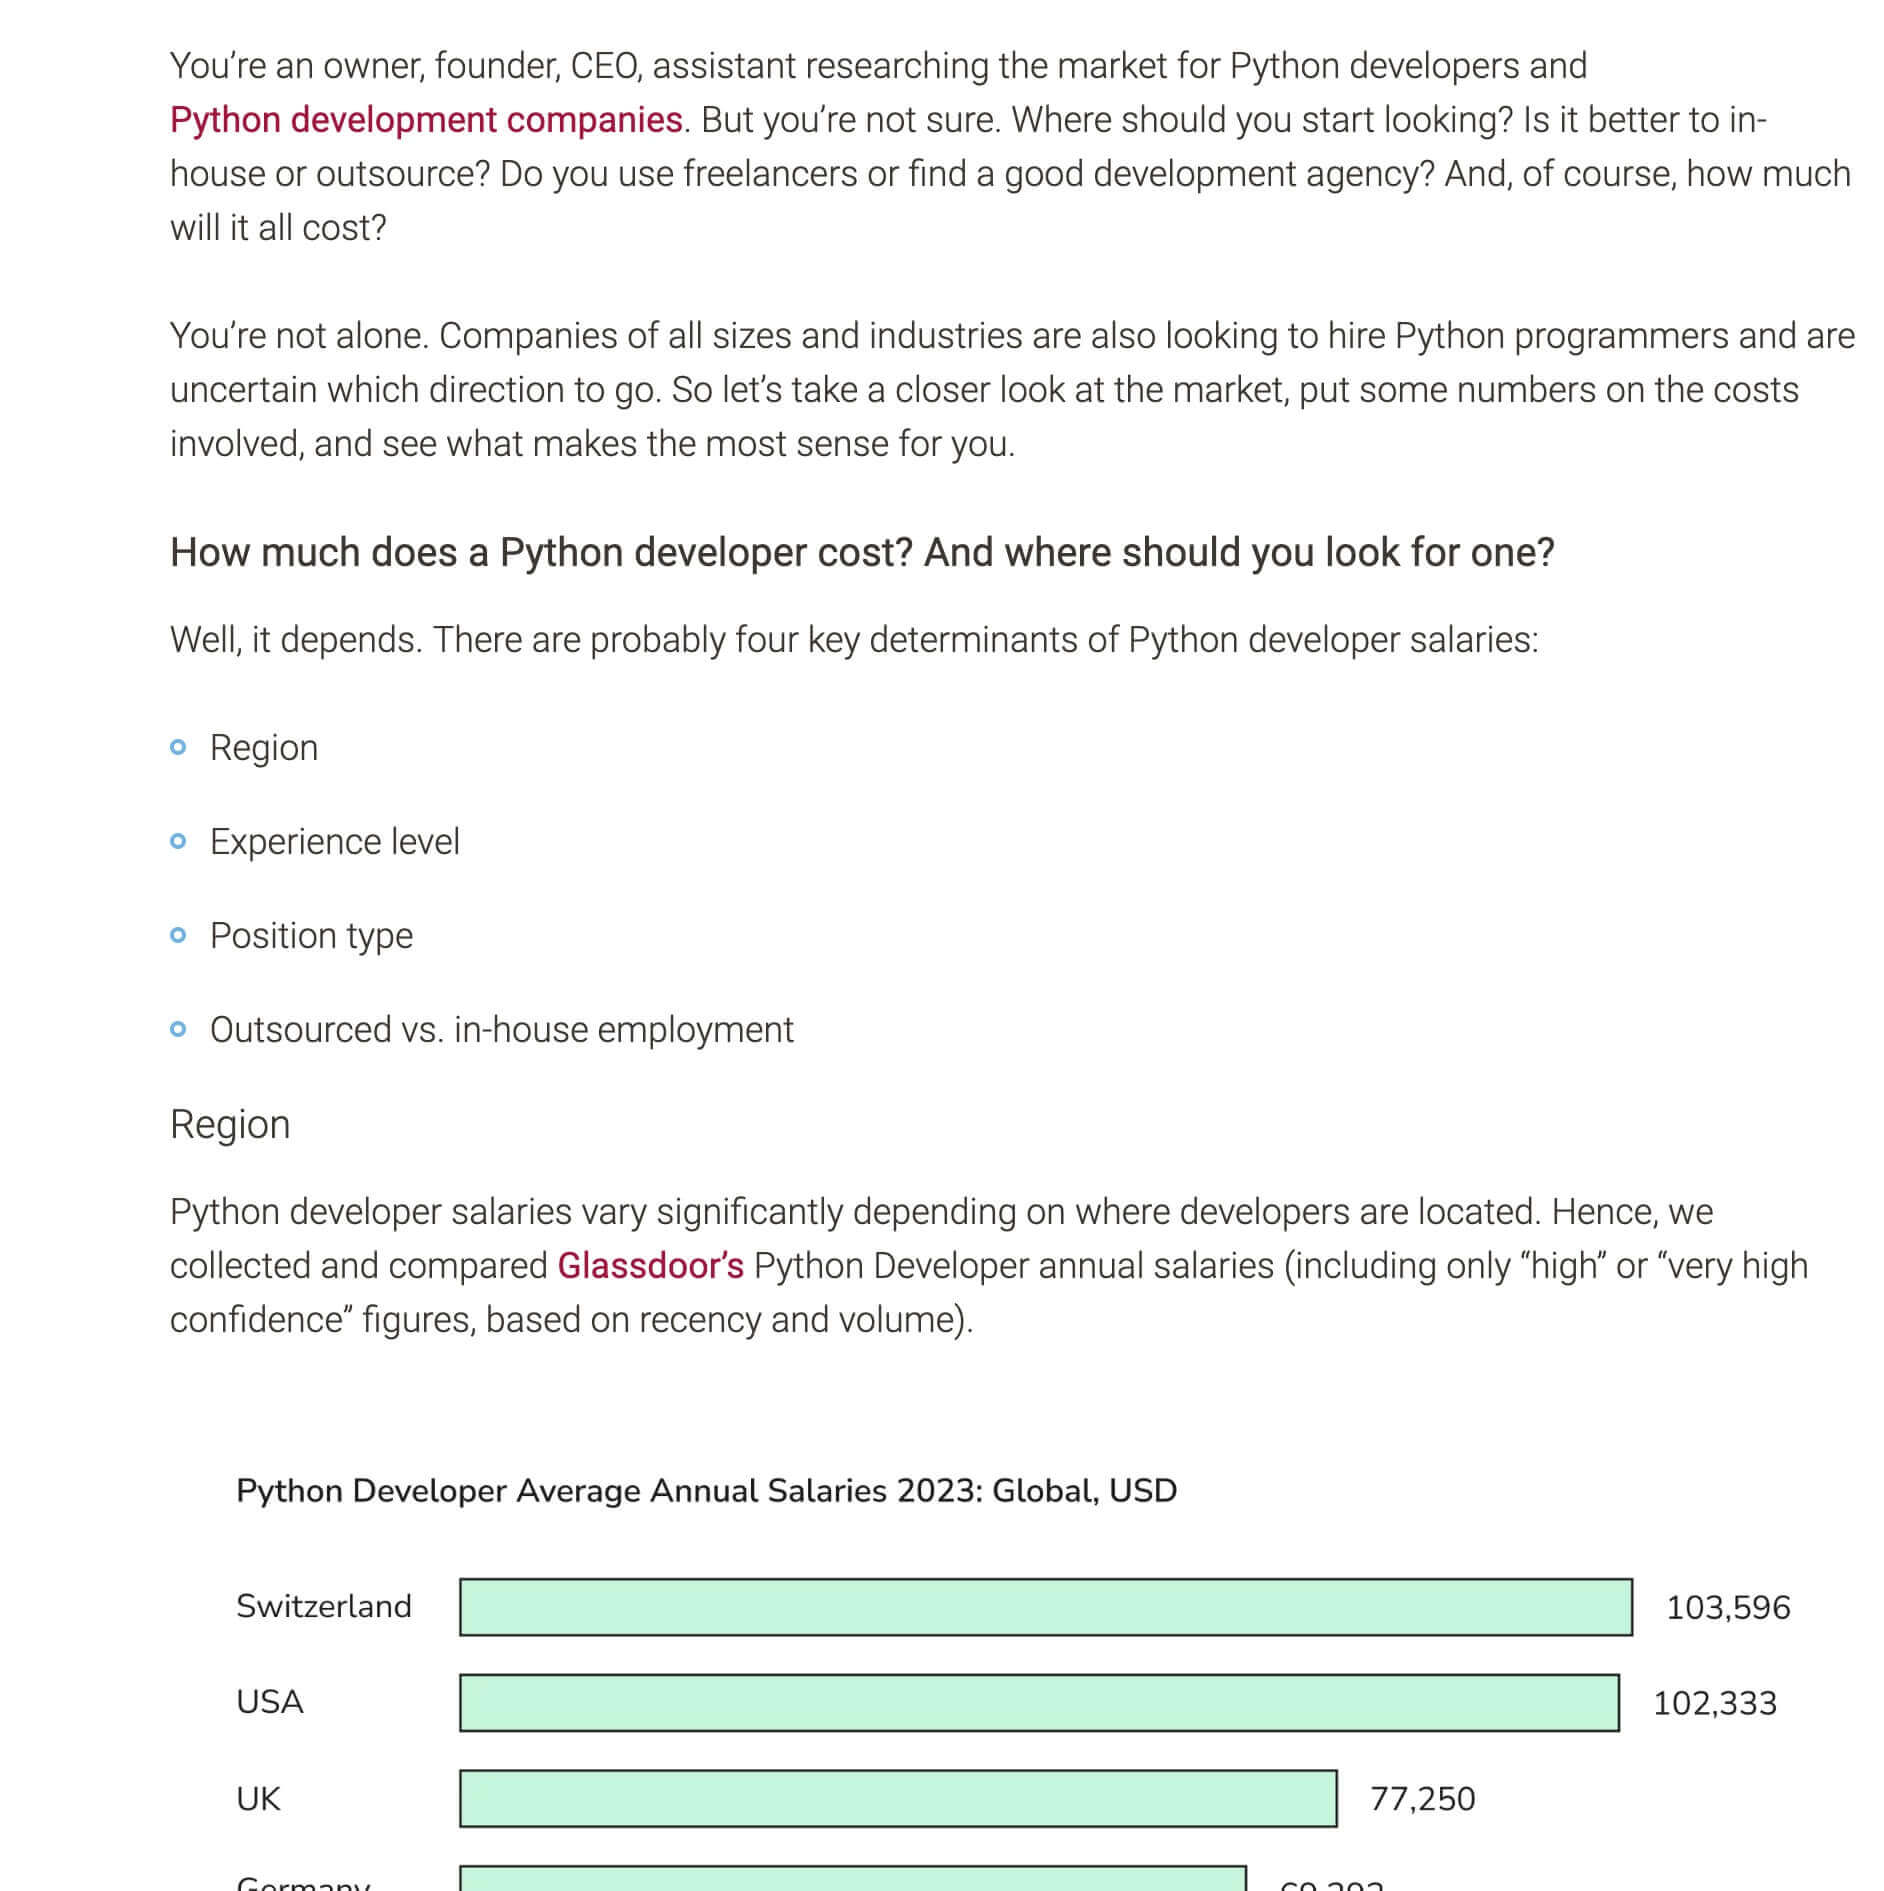 You’re an owner, founder, CEO, assistant researching the market for Python developers and
Python development companies. But you’re not sure. Where should you start looking? Is it better to in-
house or outsource? Do you use freelancers or find a good development agency? And, of course, how much
will it all cost?
You’re not alone. Companies of all sizes and industries are also looking to hire Python programmers and are
uncertain which direction to go. So let’s take a closer look at the market, put some numbers on the costs
involved, and see what makes the most sense for you.
How much does a Python developer cost? And where should you look for one?
Well, it depends. There are probably four key determinants of Python developer salaries:
Region
Experience level
Position type
Outsourced vs. in-house employment
Region
Python developer salaries vary significantly depending on where developers are located. Hence, we
collected and compared Glassdoor’s Python Developer annual salaries (including only “high” or “very high
confidence” figures, based on recency and volume).
Python Developer Average Annual Salaries 2023: Global, USD
Switzerland 103,596
USA 102,333
UK 77,250
Germany